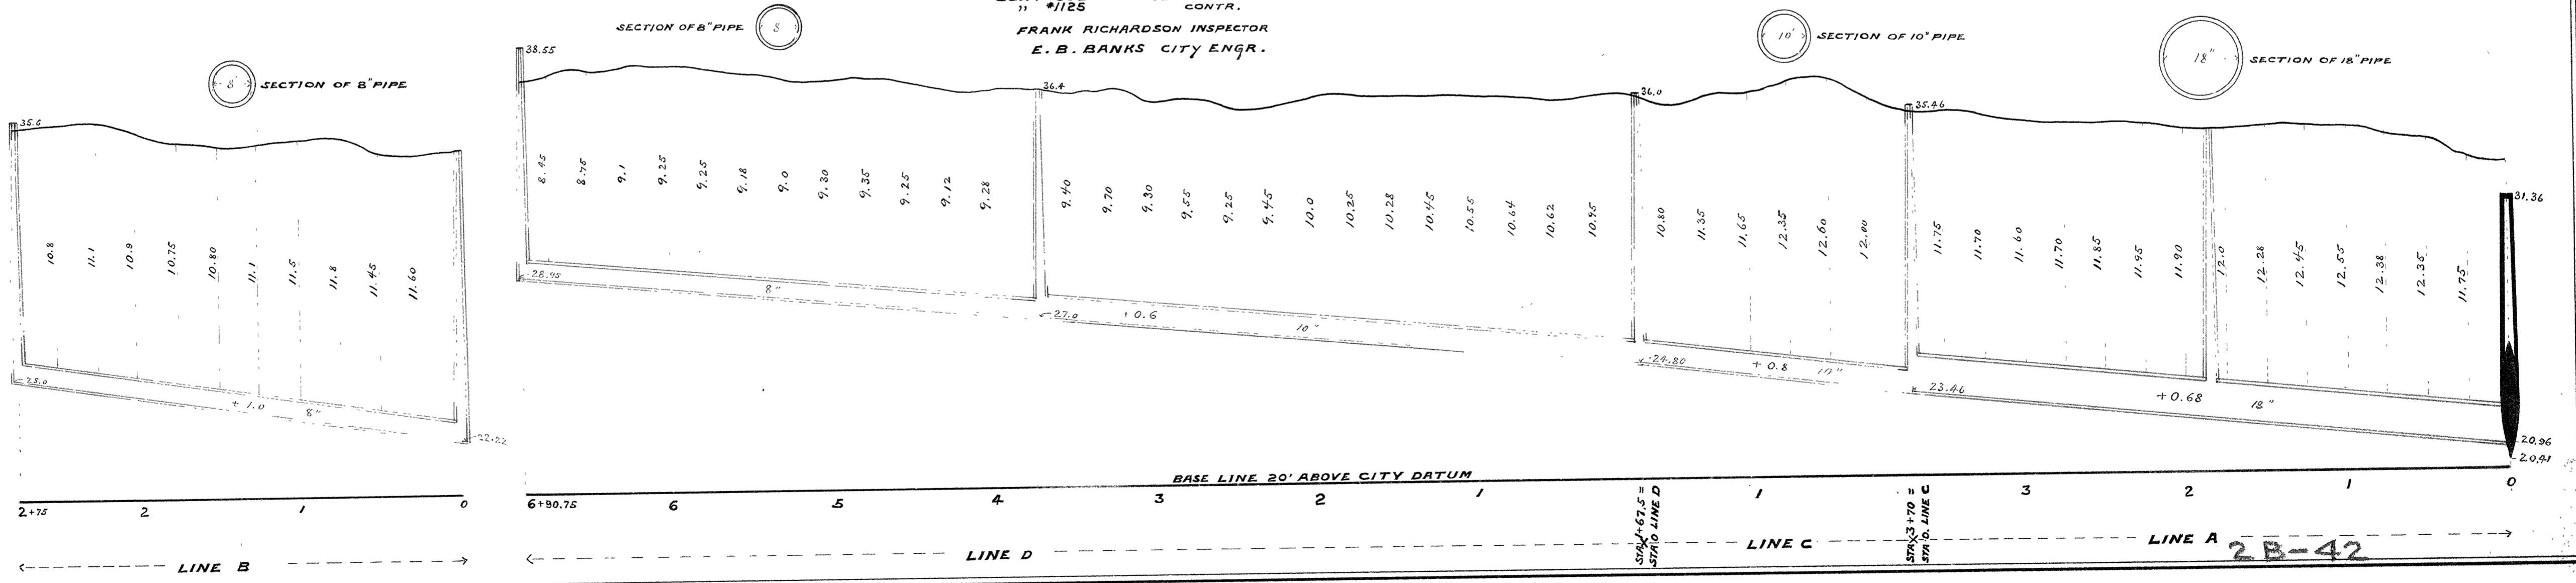 " #1125
CONTR.
FRANK RICHARDSON INSPECTOR
E. B. BANKS CITY ENGR.
8" SECTION OF 8" PIPE
SECTION OF 8" PIPE 8
10" SECTION OF 10" PIPE
18" SECTION OF 18" PIPE
35.6
10.8 11.1 10.9 10.75 10.80 11.1 11.5 11.8 11.45 11.60
28.0
+ 1.0 8"
22.22
38.55
8.45 8.75 9.1 9.25 9.25 9.18 9.0 9.30 9.35 9.25 9.12 9.28
28.45
8"
36.4
9.40 9.70 9.30 9.55 9.25 9.45 10.0 10.25 10.28 10.45 10.55 10.64 10.62 10.95
27.0 + 0.6 10"
36.0
10.80 11.35 11.65 12.35 12.60 12.00
24.80 + 0.8 10"
35.46
11.75 11.70 11.60 11.70 11.85 11.95 11.90
12.0 12.28 12.45 12.55 12.38 12.35 11.75
23.46 +0.68 18"
31.36
20.96
20.41
BASE LINE 20' ABOVE CITY DATUM
2+75 2 1 0
6+90.75 6 5 4 3 2 1
STA. 1+67.5 =
STA 0 LINE D
1
STA. 3+70 =
STA 0. LINE C
3 2 1 0
LINE B
LINE D
LINE C
LINE A
2B-42